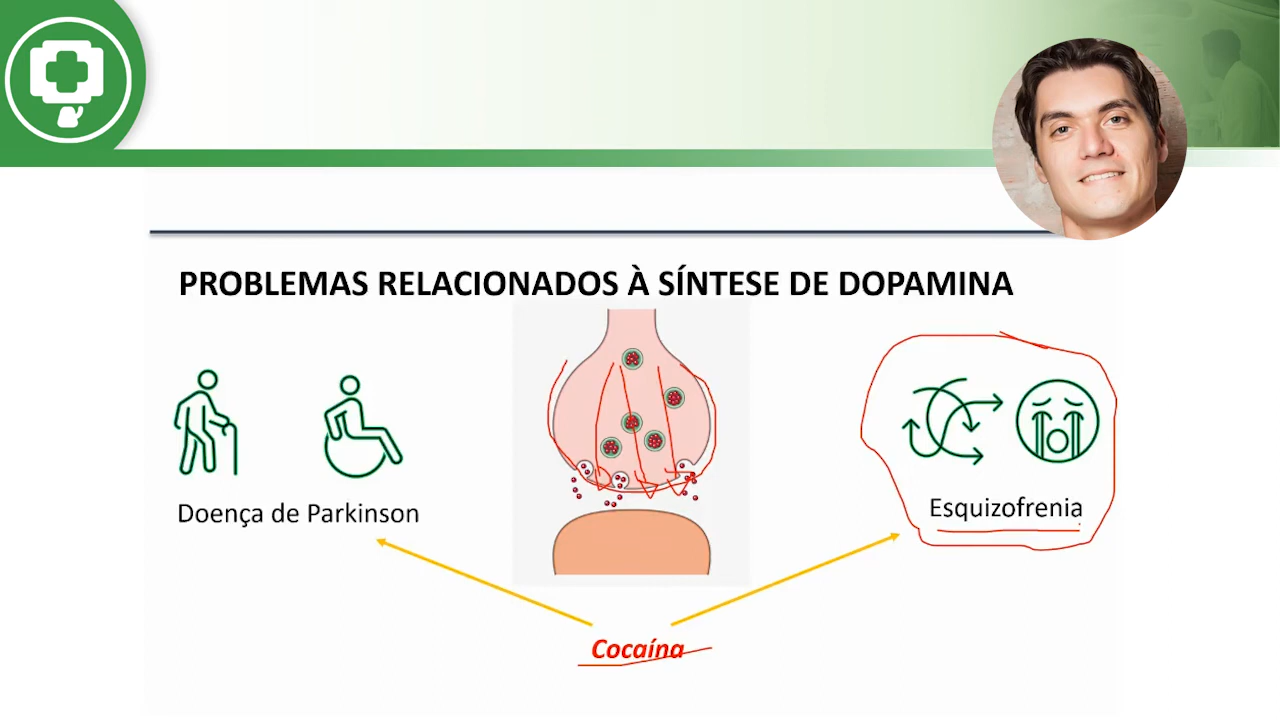 PROBLEMAS RELACIONADOS À SÍNTESE DE DOPAMINA
Doença de Parkinson
Esquizofrenia
Cocaína